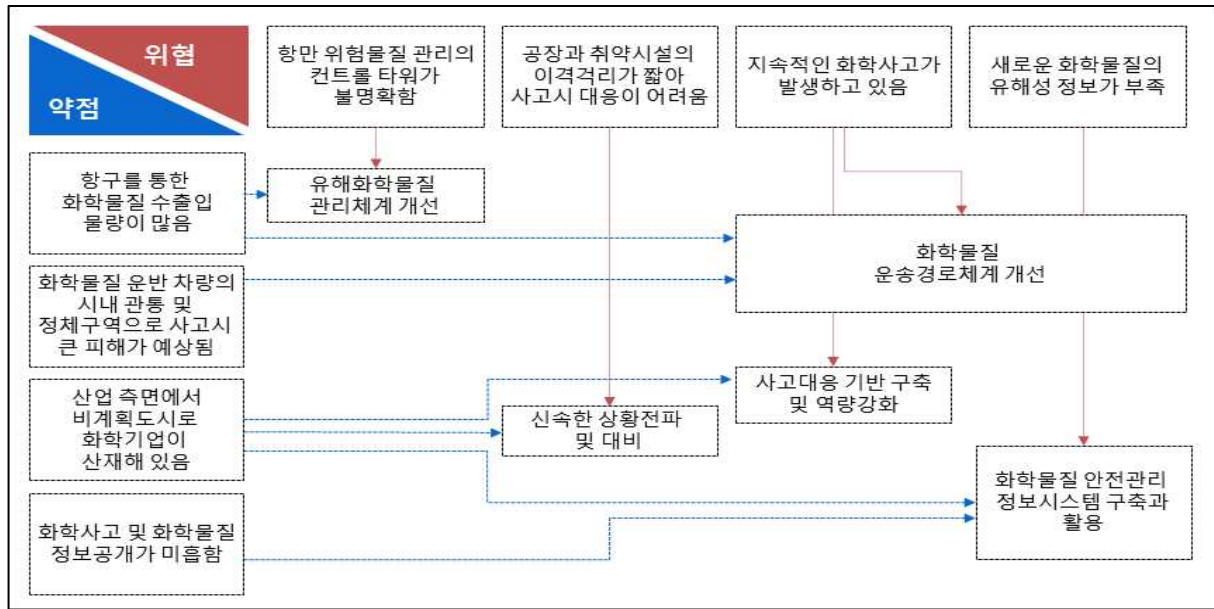 위협
약점
항만 위험물질 관리의
컨트롤 타워가
불명확함
공장과 취약시설의
이격걱리가 짧아
사고시 대응이 어려움
지속적인 화학사고가
발생하고 있음
새로운 화학물질의
유해성 정보가 부족
항구를 통한
화학물질 수출입
물량이 많음
유해화학물질
관리체계 개선
화학물질
운송경로체계 개선
화학물질 운반 차량의
시내 관통 및
정체구역으로 사고시
큰 피해가 예상됨
산업 측면에서
비계획도시로
화학기업이
산재해 있음
사고대응 기반 구축
및 역량강화
신속한 상황전파
및 대비
화학물질 안전관리
정보시스템 구축과
활용
화학사고 및 화학물질
정보공개가 미흡함